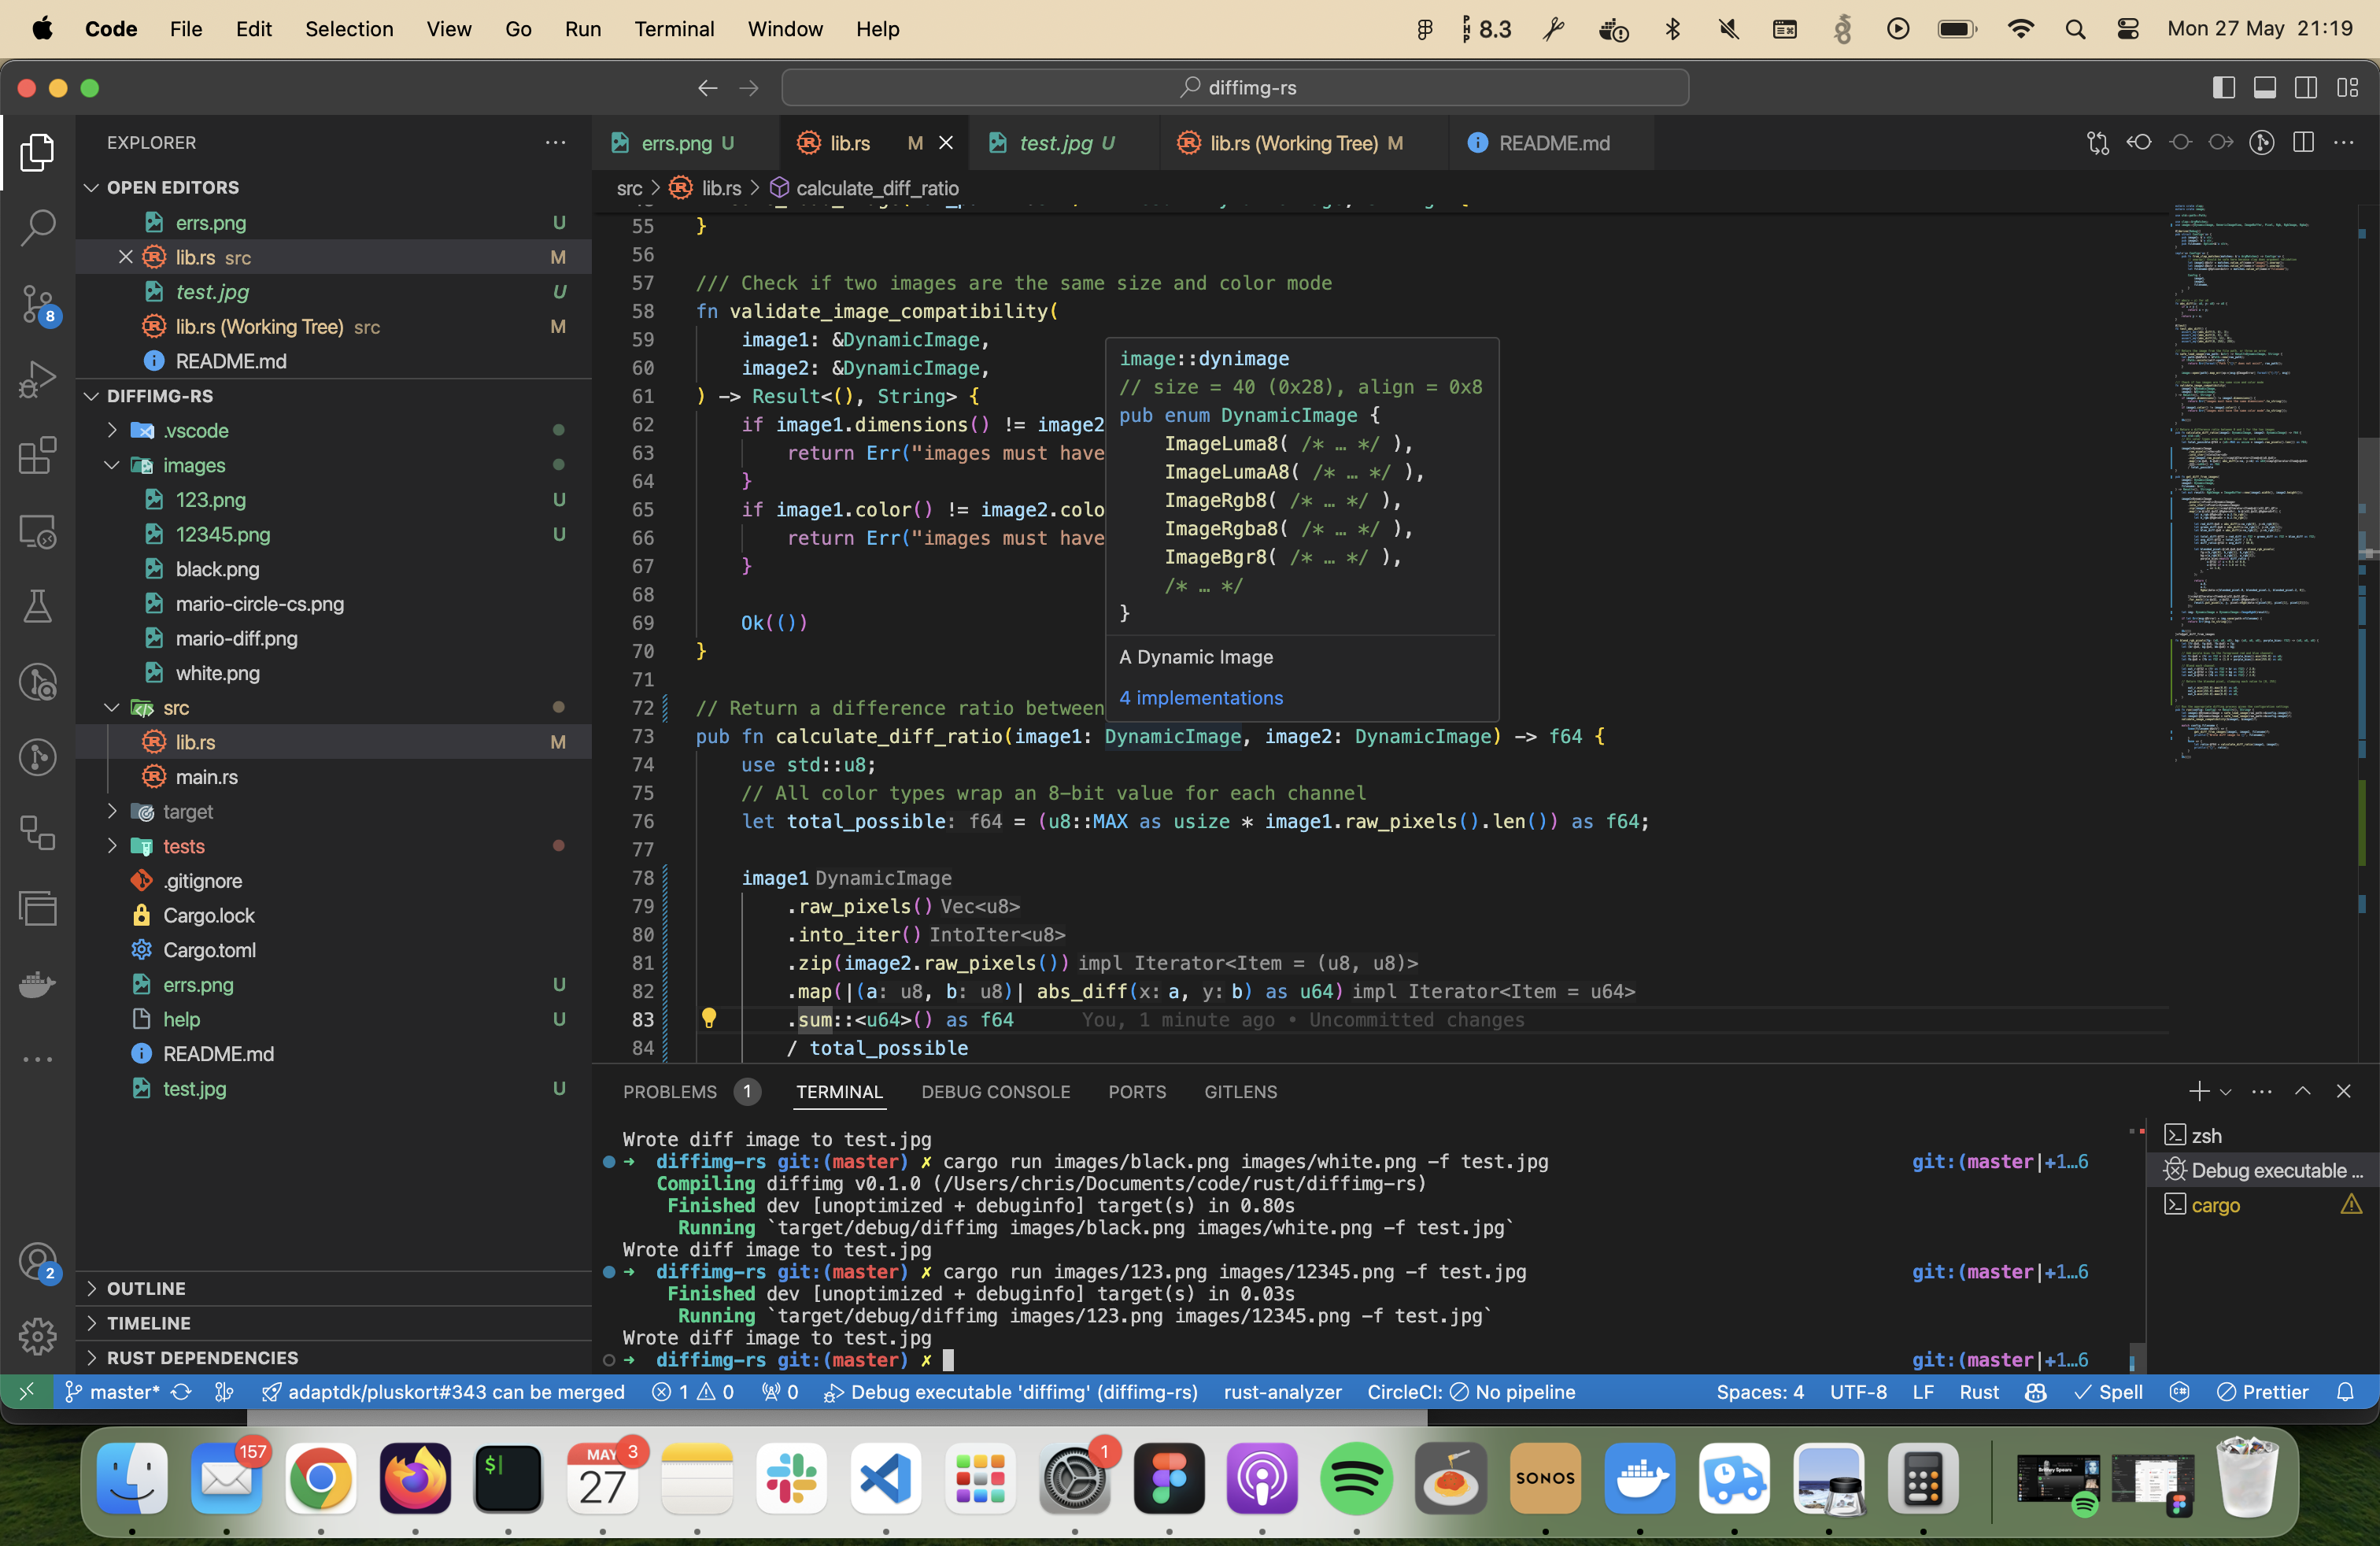 Code File Edit Selection View Go Run Terminal Window Help
PHP 8.3
Mon 27 May 21:19
diffimg-rs
EXPLORER
OPEN EDITORS
errs.png U
lib.rs src M
test.jpg U
lib.rs (Working Tree) src M
README.md
DIFFIMG-RS
.vscode
images
123.png U
12345.png U
black.png
mario-circle-cs.png
mario-diff.png
white.png
src
lib.rs M
main.rs
target
tests
.gitignore
Cargo.lock
Cargo.toml
errs.png U
help U
README.md
test.jpg U
OUTLINE
TIMELINE
RUST DEPENDENCIES
8
2
errs.png U lib.rs M test.jpg U lib.rs (Working Tree) M README.md
src > lib.rs > calculate_diff_ratio
55 }
56
57 /// Check if two images are the same size and color mode
58 fn validate_image_compatibility(
59 image1: &DynamicImage,
60 image2: &DynamicImage,
61 ) -> Result<(), String> {
62 if image1.dimensions() != image2
63 return Err("images must have
64 }
65 if image1.color() != image2.colo
66 return Err("images must have
67 }
68
69 Ok(())
70 }
71
72 // Return a difference ratio between
73 pub fn calculate_diff_ratio(image1: DynamicImage, image2: DynamicImage) -> f64 {
74 use std::u8;
75 // All color types wrap an 8-bit value for each channel
76 let total_possible: f64 = (u8::MAX as usize * image1.raw_pixels().len()) as f64;
77
78 image1 DynamicImage
79 .raw_pixels() Vec<u8>
80 .into_iter() IntoIter<u8>
81 .zip(image2.raw_pixels()) impl Iterator<Item = (u8, u8)>
82 .map(|(a: u8, b: u8)| abs_diff(x: a, y: b) as u64) impl Iterator<Item = u64>
83 .sum::<u64>() as f64 You, 1 minute ago • Uncommitted changes
84 / total_possible
image::dynimage
// size = 40 (0x28), align = 0x8
pub enum DynamicImage {
ImageLuma8( /* … */ ),
ImageLumaA8( /* … */ ),
ImageRgb8( /* … */ ),
ImageRgba8( /* … */ ),
ImageBgr8( /* … */ ),
/* … */
}
A Dynamic Image
4 implementations
PROBLEMS 1 TERMINAL DEBUG CONSOLE PORTS GITLENS
Wrote diff image to test.jpg
➜ diffimg-rs git:(master) ✗ cargo run images/black.png images/white.png -f test.jpg git:(master|+1…6
Compiling diffimg v0.1.0 (/Users/chris/Documents/code/rust/diffimg-rs)
Finished dev [unoptimized + debuginfo] target(s) in 0.80s
Running `target/debug/diffimg images/black.png images/white.png -f test.jpg`
Wrote diff image to test.jpg
➜ diffimg-rs git:(master) ✗ cargo run images/123.png images/12345.png -f test.jpg git:(master|+1…6
Finished dev [unoptimized + debuginfo] target(s) in 0.03s
Running `target/debug/diffimg images/123.png images/12345.png -f test.jpg`
Wrote diff image to test.jpg
➜ diffimg-rs git:(master) ✗ git:(master|+1…6
zsh
Debug executable ...
cargo
master* adaptdk/pluskort#343 can be merged 1 0 0 Debug executable 'diffimg' (diffimg-rs) rust-analyzer CircleCI: No pipeline Spaces: 4 UTF-8 LF Rust Spell Prettier
157
$
MAY 3
27
1
SONOS